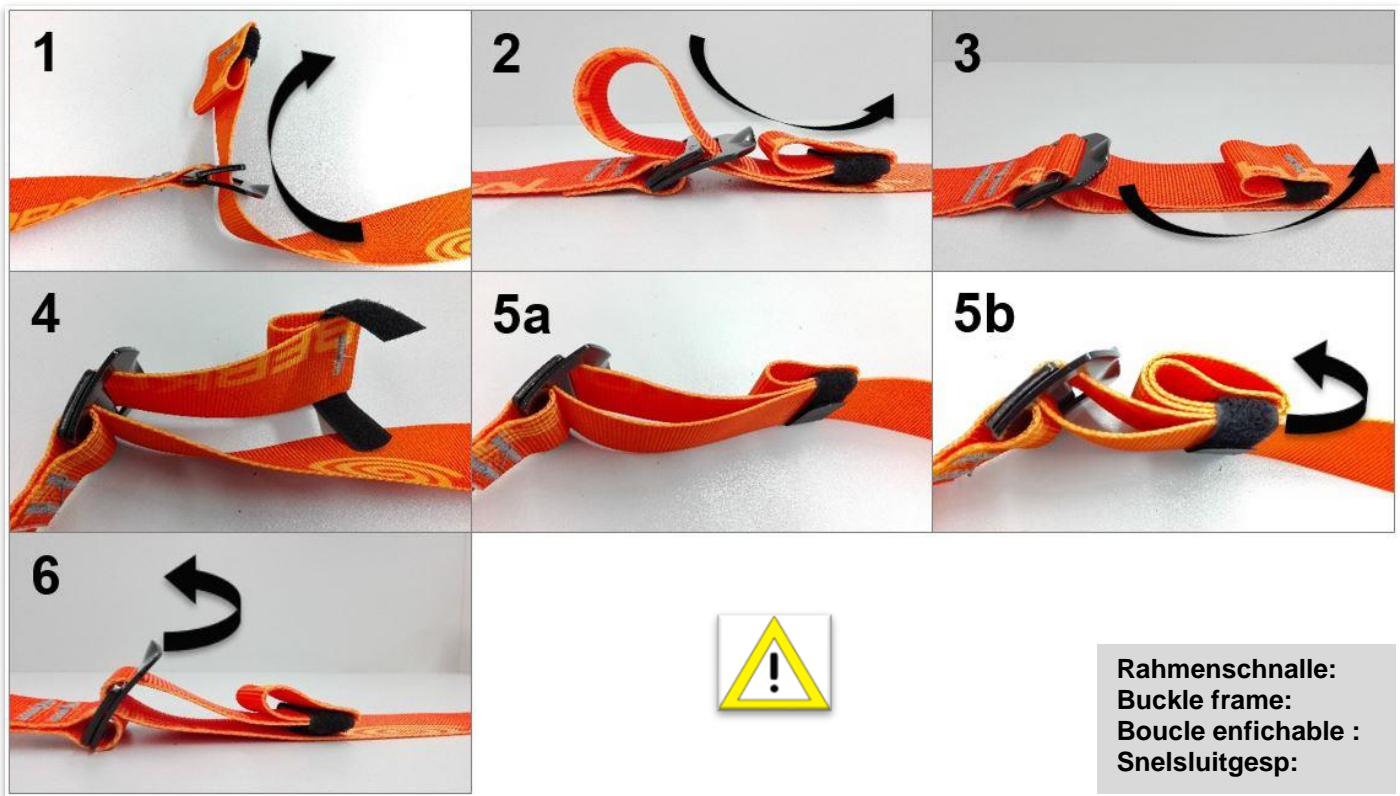 1
2
3
4
5a
5b
6
!
Rahmenschnalle:
Buckle frame:
Boucle enfichable :
Snelsluitgesp: